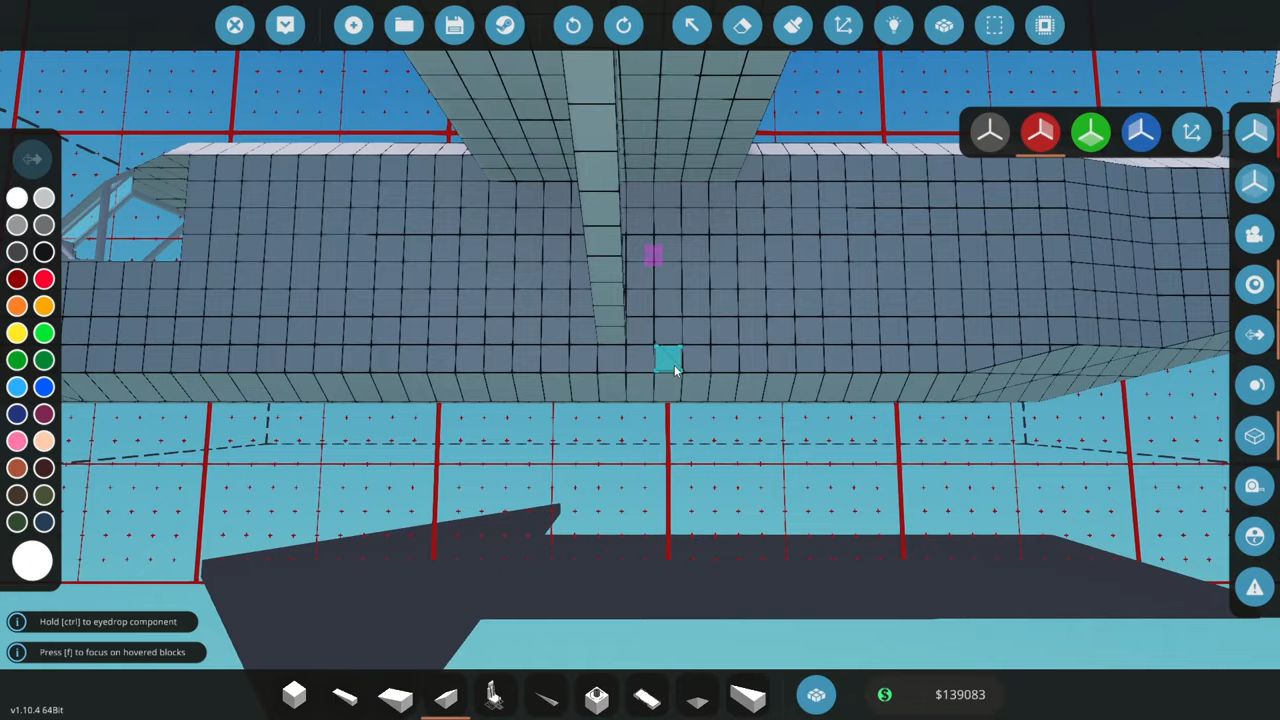 Hold [ctrl] to eyedrop component
Press [f] to focus on hovered blocks
$ $139083
v1.10.4 64Bit